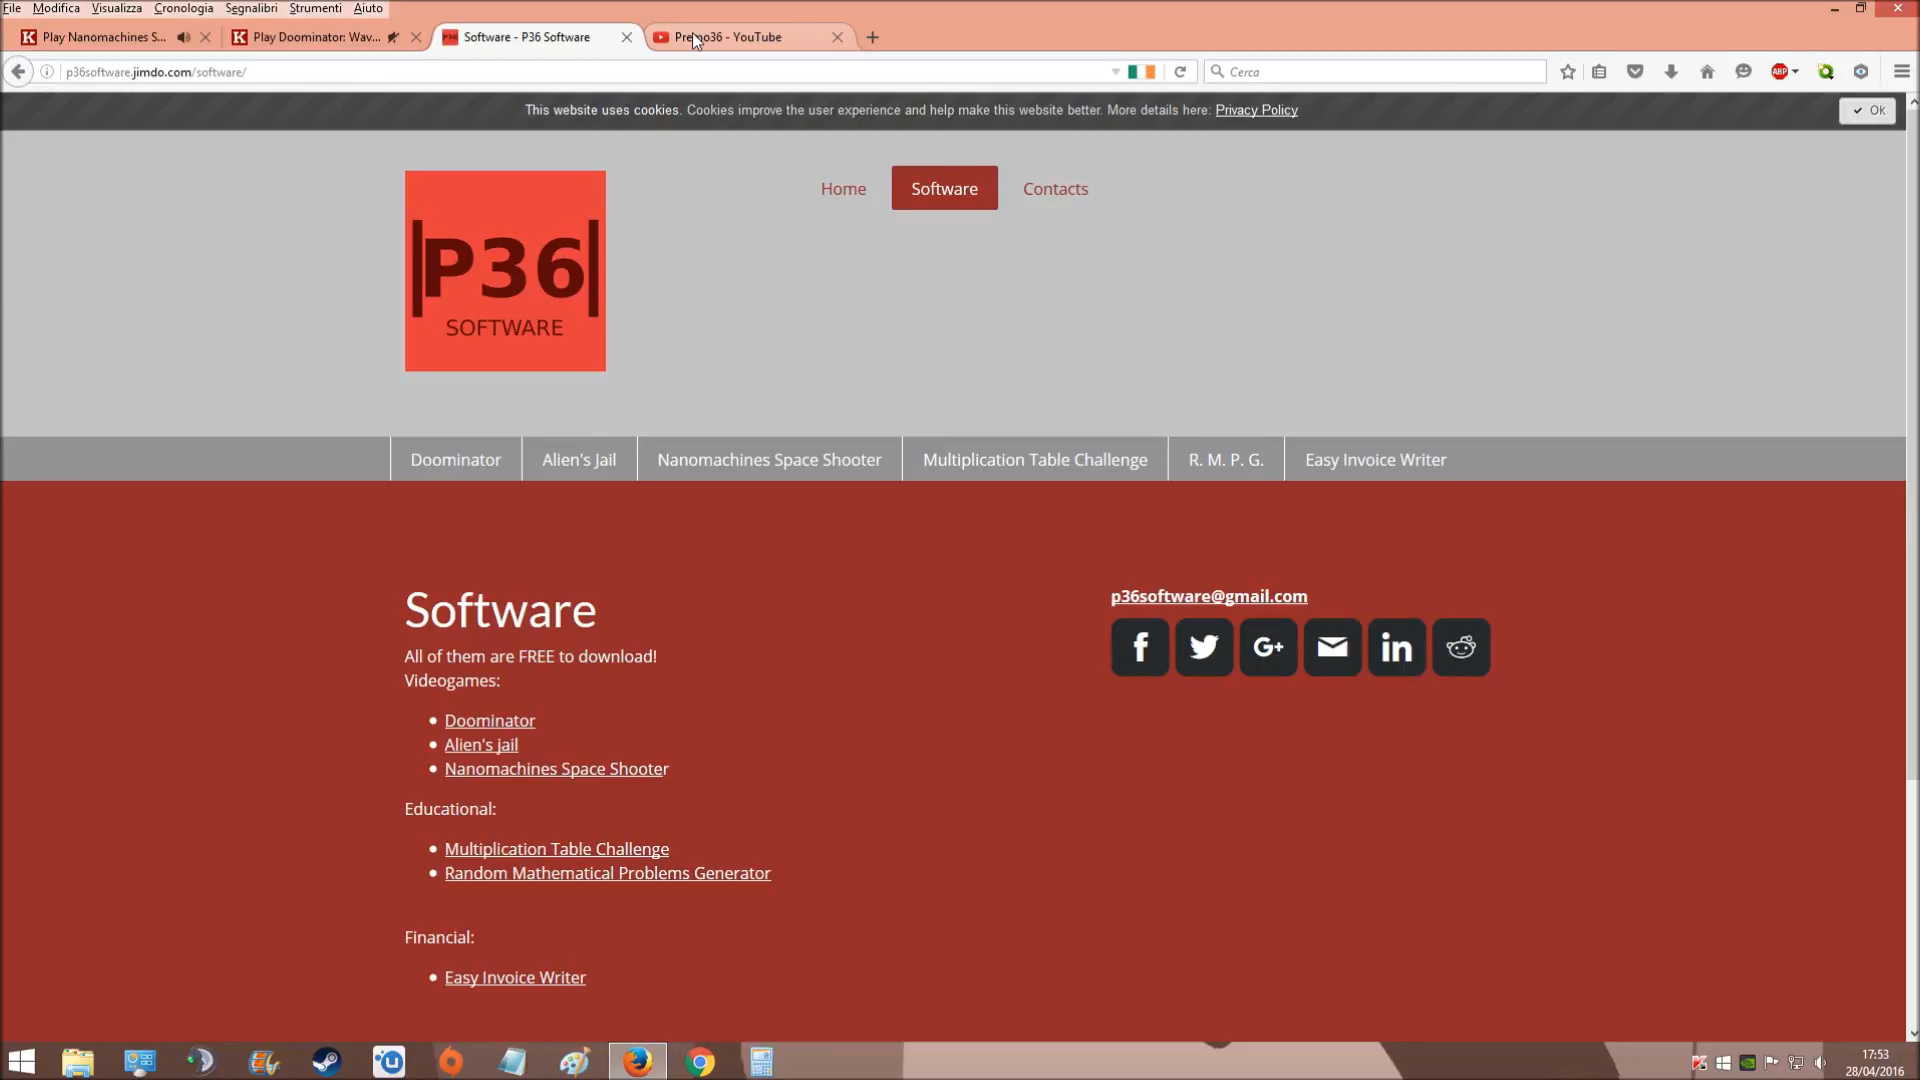 File Modifica Visualizza Cronologia Segnalibri Strumenti Aiuto
Play Nanomachines S... Play Doominator: Wav... Software - P36 Software - YouTube
p36software.jimdo.com/software/ Cerca ABP
This website uses cookies. Cookies improve the user experience and help make this website better. More details here: Privacy Policy Ok
Home Software Contacts
|P36|
SOFTWARE
Doominator Alien's Jail Nanomachines Space Shooter Multiplication Table Challenge R. M. P. G. Easy Invoice Writer
Software
All of them are FREE to download!
Videogames:
Doominator
Alien's jail
Nanomachines Space Shooter
Educational:
Multiplication Table Challenge
Random Mathematical Problems Generator
Financial:
Easy Invoice Writer
p36software@gmail.com
17:53
28/04/2016